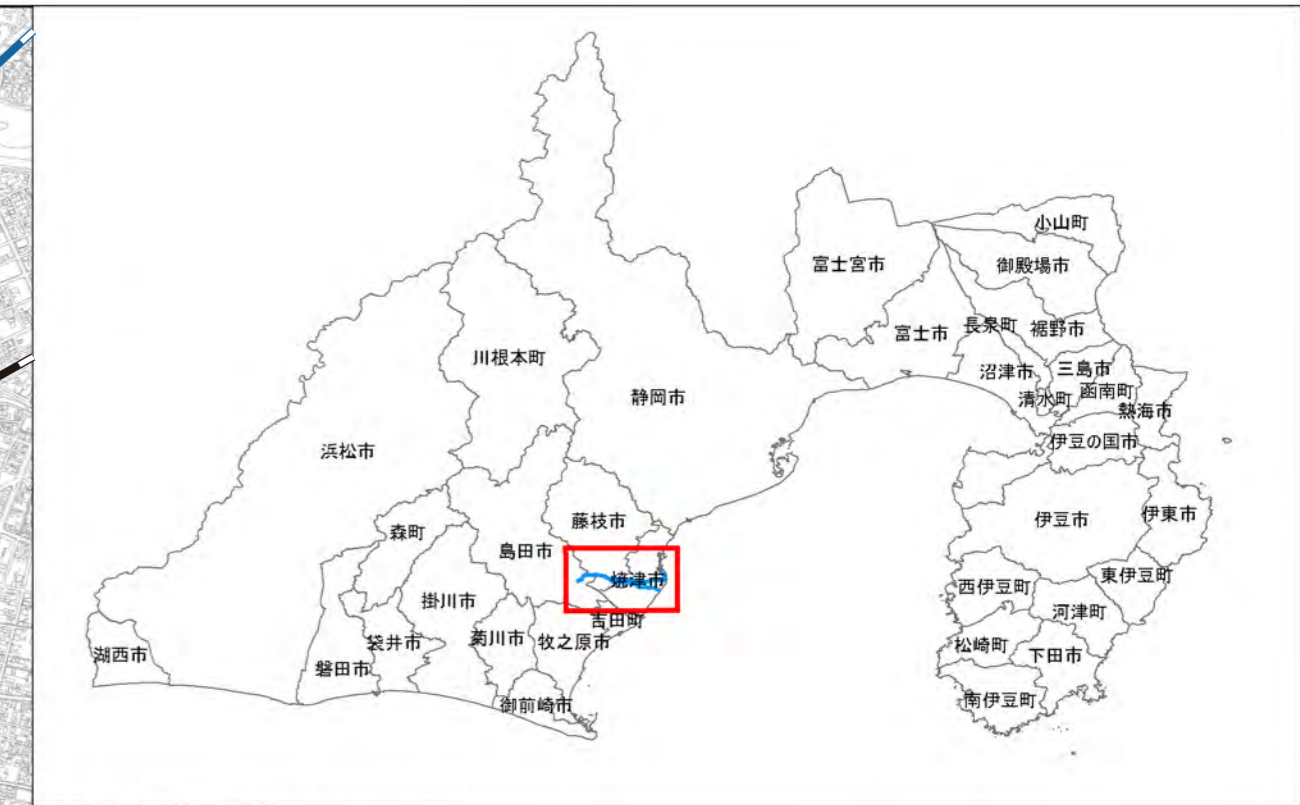 小山町
富士宮市
御殿場市
富士市
長泉町
裾野市
川根本町
沼津市
三島市
函南町
静岡市
清水町
熱海市
浜松市
伊豆の国市
藤枝市
伊東市
伊豆市
森町
島田市
焼津市
東伊豆町
西伊豆町
掛川市
河津町
吉田町
袋井市
菊川市
牧之原市
松崎町
下田市
湖西市
磐田市
御前崎市
南伊豆町